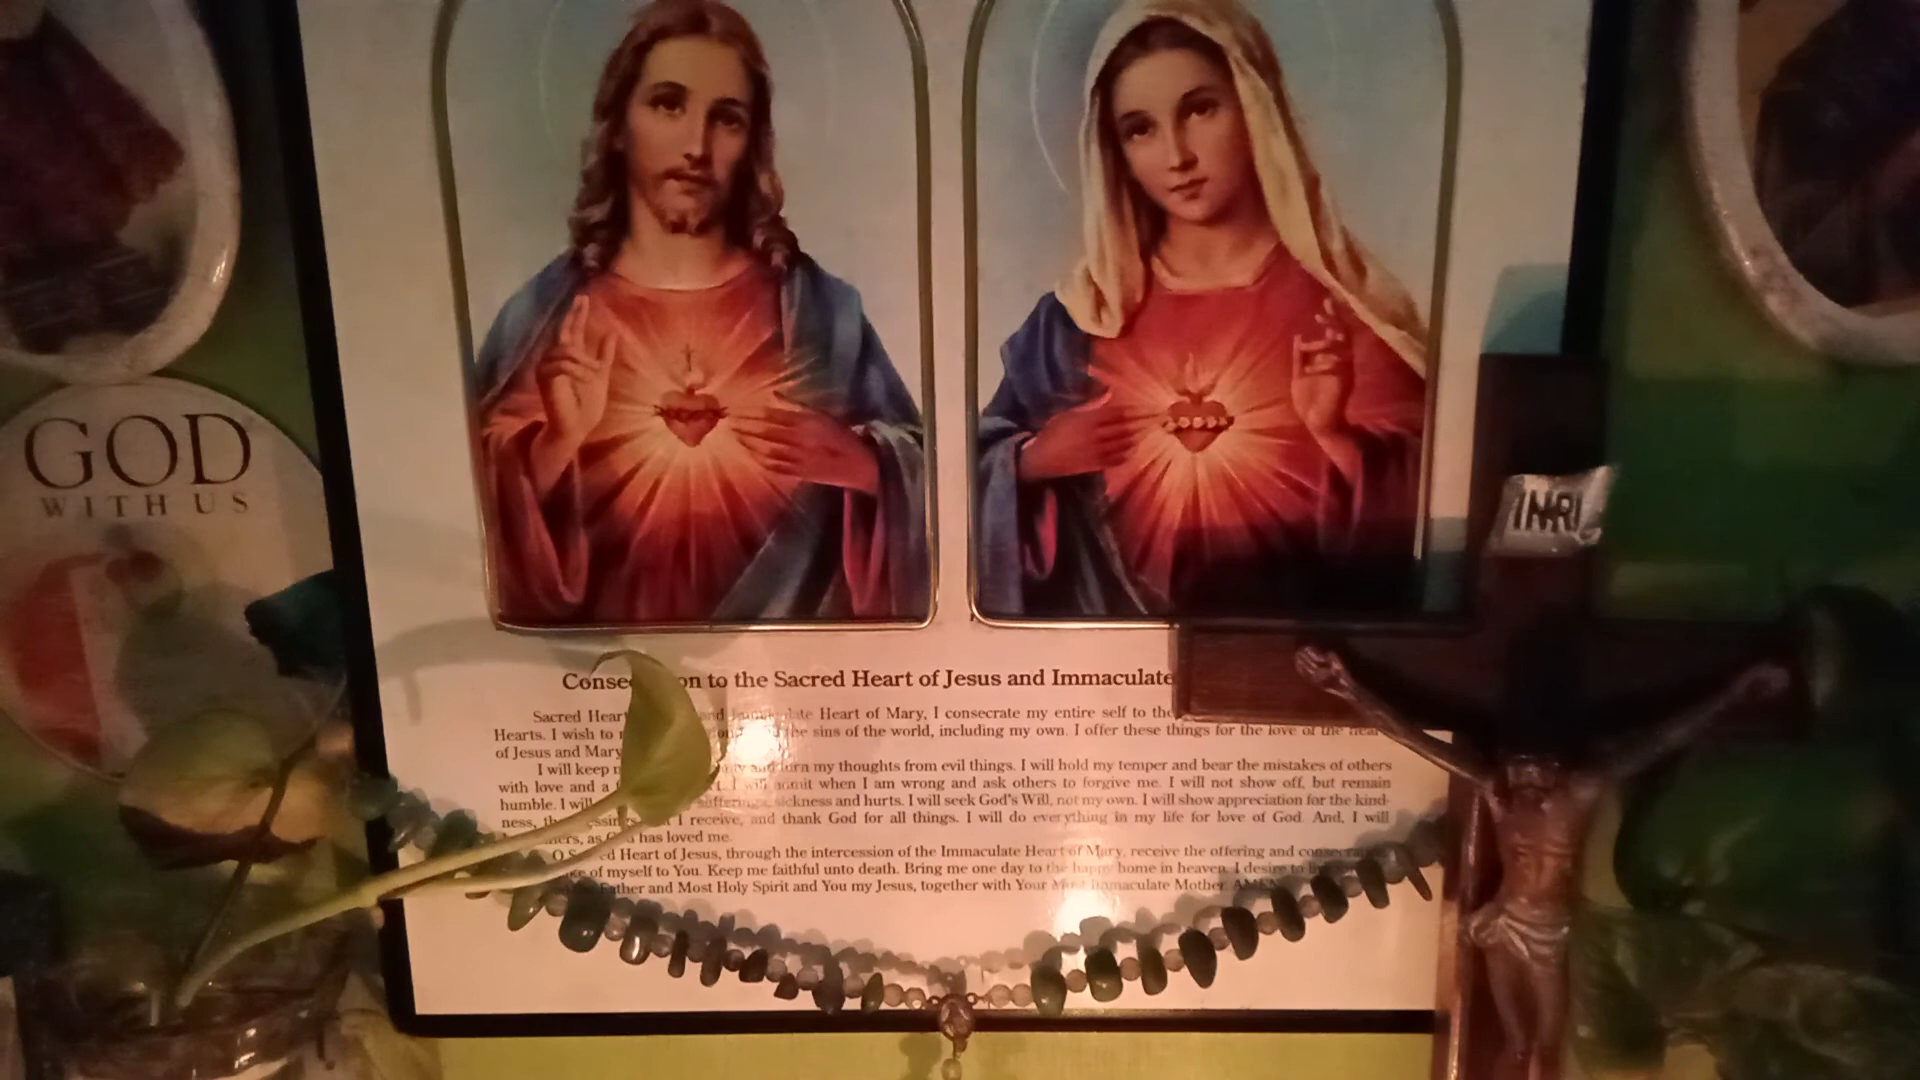 GOD
WITH US
INRI
on to the Sacred Heart of Jesus and Immaculate
Sacred Heart and Heart of Mary, I consecrate my entire self to the
Hearts. I wish to the sins of the world, including my own. I offer these things for the love of the
of Jesus and Mary
I will keep and turn my thoughts from evil things. I will hold my temper and bear the mistakes of others
with love and a I will admit when I am wrong and ask others to forgive me. I will not show off, but remain
humble. I will sufferings, sickness and hurts. I will seek God's Will, not my own. I will show appreciation for the kind-
ness, I receive, and thank God for all things. I will do everything in my life for love of God. And, I will
as has loved me.
O Heart of Jesus, through the intercession of the Immaculate Heart of Mary, receive the offering and
of myself to You. Keep me faithful unto death. Bring me one day to the happy home in heaven. I desire to
Father and Most Holy Spirit and You my Jesus, together with Your Most Immaculate Mother. AMEN